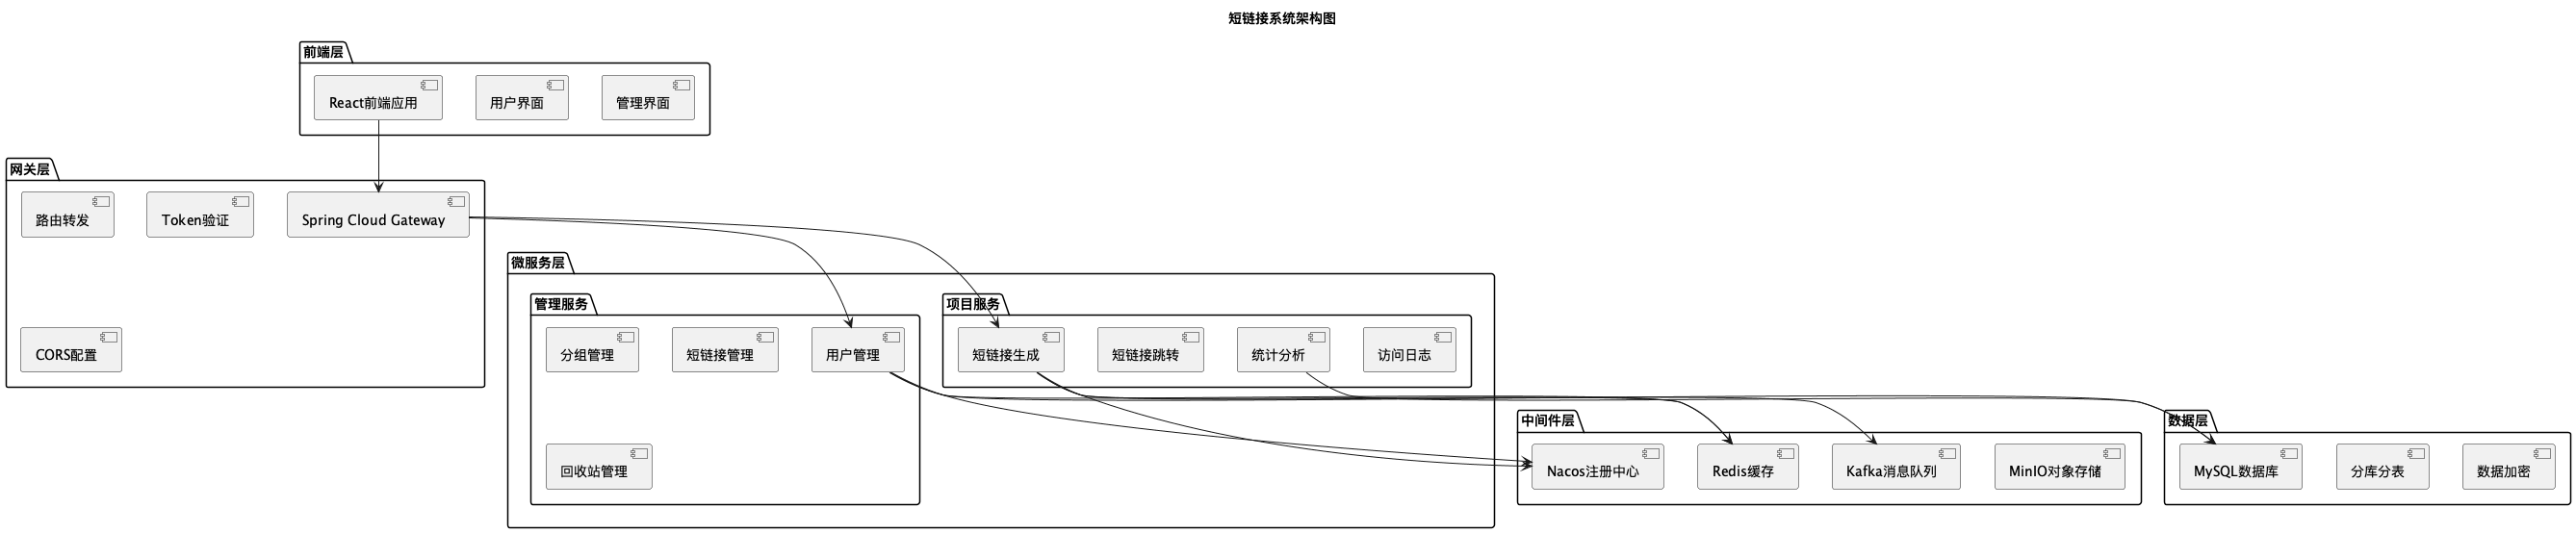 短链接系统架构图
前端层
React前端应用
用户界面
管理界面
网关层
路由转发
Token验证
Spring Cloud Gateway
CORS配置
微服务层
管理服务
分组管理
短链接管理
用户管理
回收站管理
项目服务
短链接生成
短链接跳转
统计分析
访问日志
中间件层
Nacos注册中心
Redis缓存
Kafka消息队列
MinIO对象存储
数据层
MySQL数据库
分库分表
数据加密